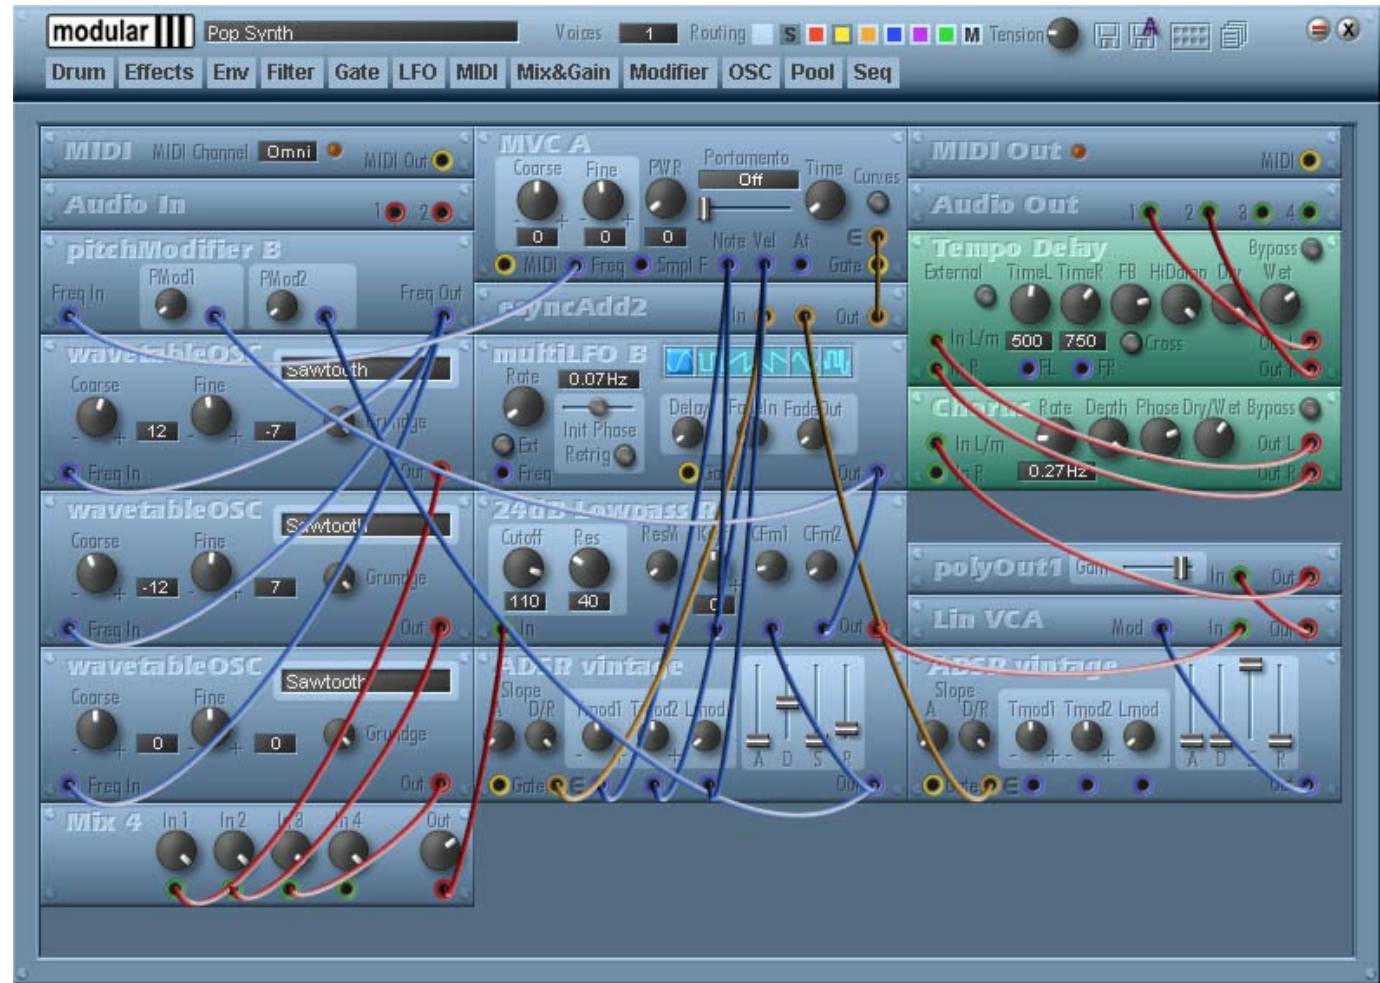 modular Pop Synth Voices 1 Routing S M Tension A
Drum Effects Env Filter Gate LFO MIDI Mix&Gain Modifier OSC Pool Seq
MIDI MIDI Channel Omni MIDI Out
Audio In 1 2
pitchModifier B
PMod1 PMod2
Freq In Freq Out
wavetableOSC Sawtooth
Coarse Fine
12 -7 Grundge
Freq In Out
wavetableOSC Sawtooth
Coarse Fine
-12 7 Grundge
Freq In Out
wavetableOSC Sawtooth
Coarse Fine
0 0 Grundge
Freq In Out
Mix 4 In 1 In 2 In 3 In 4 Out
MVC A
Coarse Fine PWR Portamento Time Curves
Off
0 0 0 Note Vel At E
MIDI Freq Smpl F Gate
esyncAdd2 In Out
multiLFO B
Rate 0.07Hz
Delay FadeIn FadeOut
Init Phase
Ext Retrig
Freq Out
24dB Lowpass
Cutoff Res ResM CFm1 CFm2
110 40 0
In Out
ADSR vintage
Slope
A D/R Tmod1 Tmod2 Lmod
A D S R
Gate E Out
MIDI Out MIDI
Audio Out 1 2 3 4
Tempo Delay Bypass
External TimeL TimeR FB HiDamp Dry Wet
In L/m 500 750 Cross Out L
In R FL FR Out R
Chorus Rate Depth Phase Dry/Wet Bypass
In L/m Out L
In R 0.27Hz Out R
polyOut1 Gain In Out
Lin VCA Mod In Out
ADSR vintage
Slope
A D/R Tmod1 Tmod2 Lmod
A D S R
Gate E Out